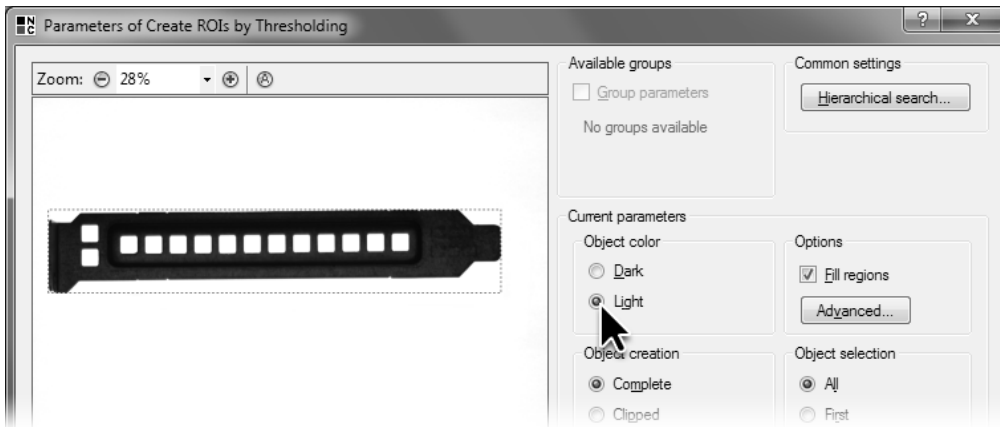 NC Parameters of Create ROIs by Thresholding
Zoom: 28%
Available groups
Group parameters
No groups available
Common settings
Hierarchical search...
Current parameters
Object color
Dark
Light
Options
Fill regions
Advanced...
Object creation
Complete
Clipped
Object selection
All
First